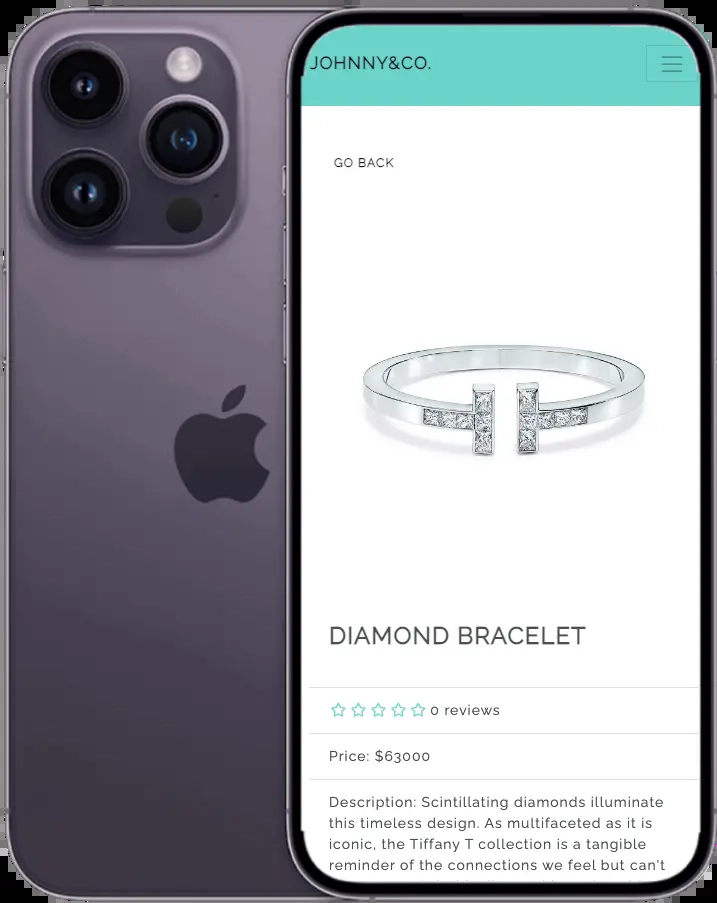 JOHNNY&CO.
GO BACK
DIAMOND BRACELET
0 reviews
Price: $63000
Description: Scintillating diamonds illuminate
this timeless design. As multifaceted as it is
iconic, the Tiffany T collection is a tangible
reminder of the connections we feel but can't